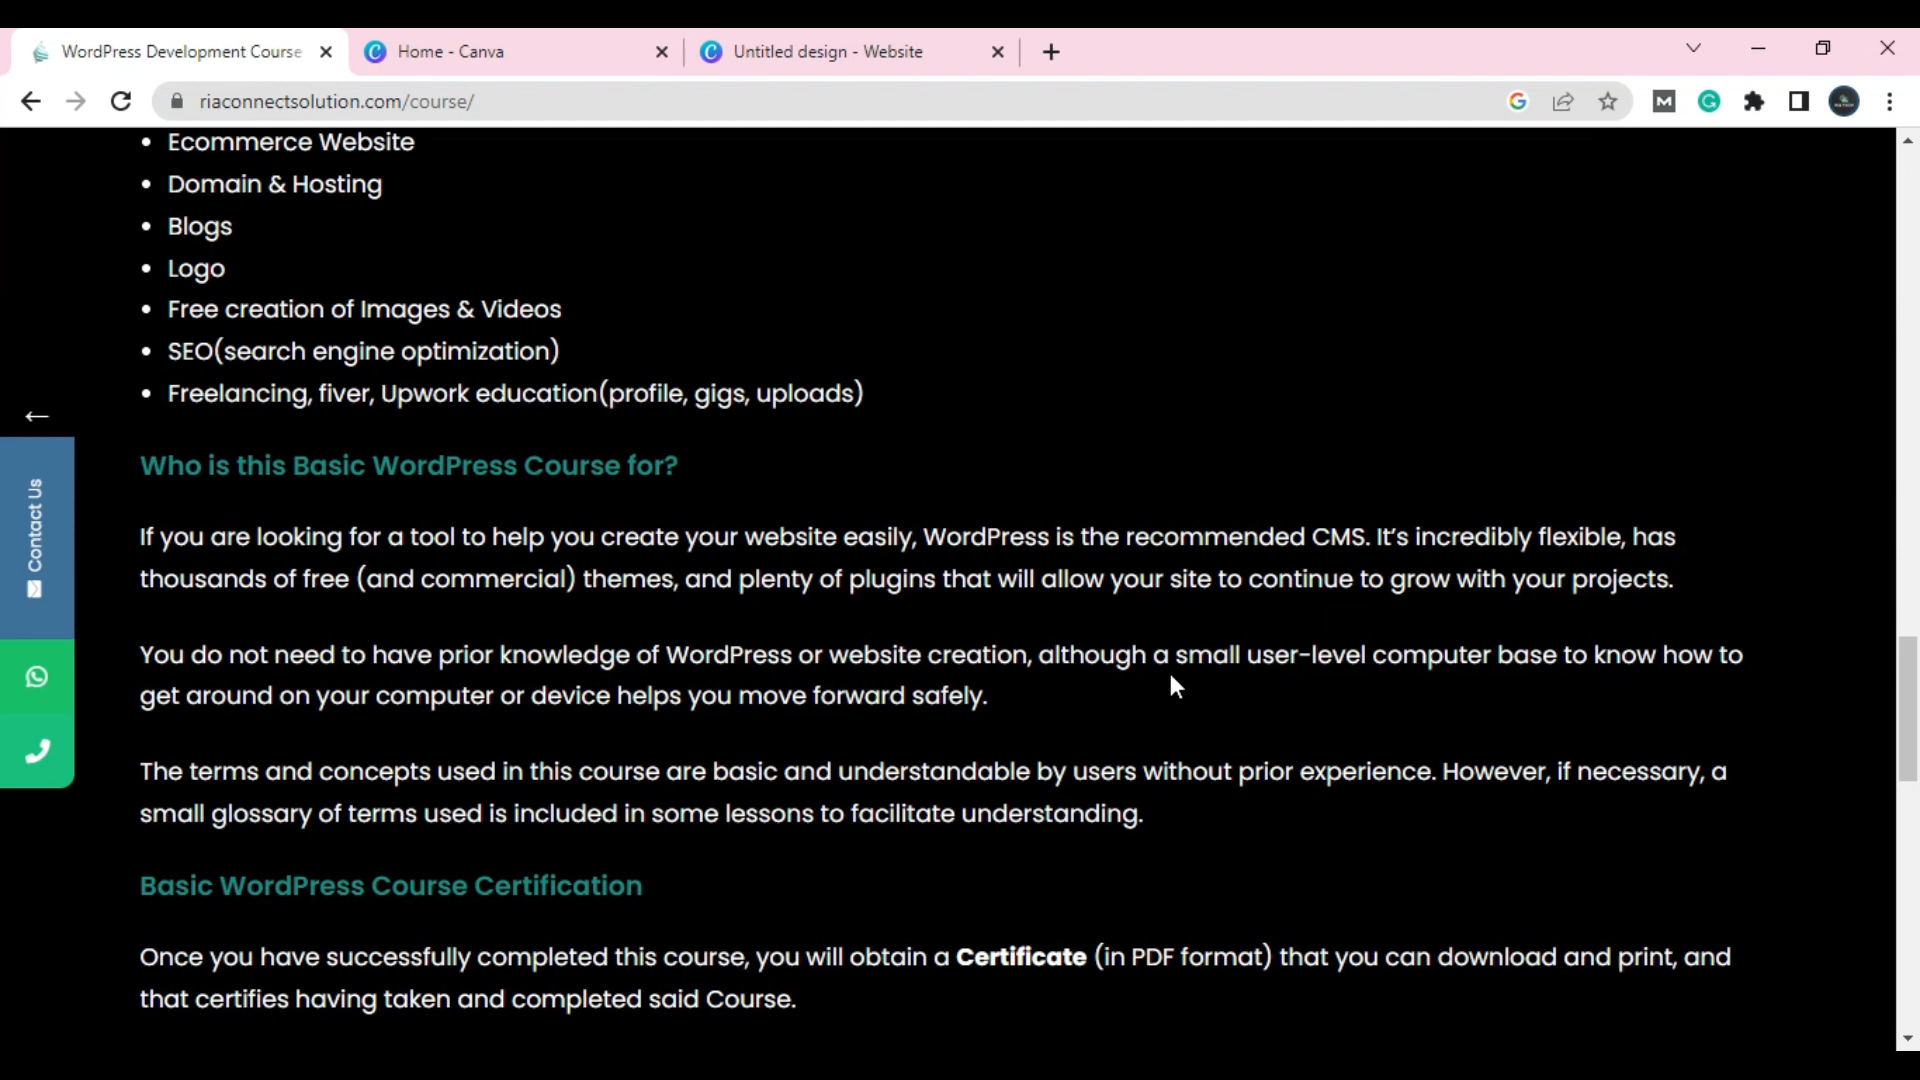 WordPress Development Course
Home - Canva
Untitled design - Website
riaconnectsolution.com/course/
• Ecommerce Website
• Domain & Hosting
• Blogs
• Logo
• Free creation of Images & Videos
• SEO(search engine optimization)
• Freelancing, fiver, Upwork education(profile, gigs, uploads)
Contact Us
Who is this Basic WordPress Course for?
If you are looking for a tool to help you create your website easily, WordPress is the recommended CMS. It's incredibly flexible, has
thousands of free (and commercial) themes, and plenty of plugins that will allow your site to continue to grow with your projects.
You do not need to have prior knowledge of WordPress or website creation, although a small user-level computer base to know how to
get around on your computer or device helps you move forward safely.
The terms and concepts used in this course are basic and understandable by users without prior experience. However, if necessary, a
small glossary of terms used is included in some lessons to facilitate understanding.
Basic WordPress Course Certification
Once you have successfully completed this course, you will obtain a Certificate (in PDF format) that you can download and print, and
that certifies having taken and completed said Course.